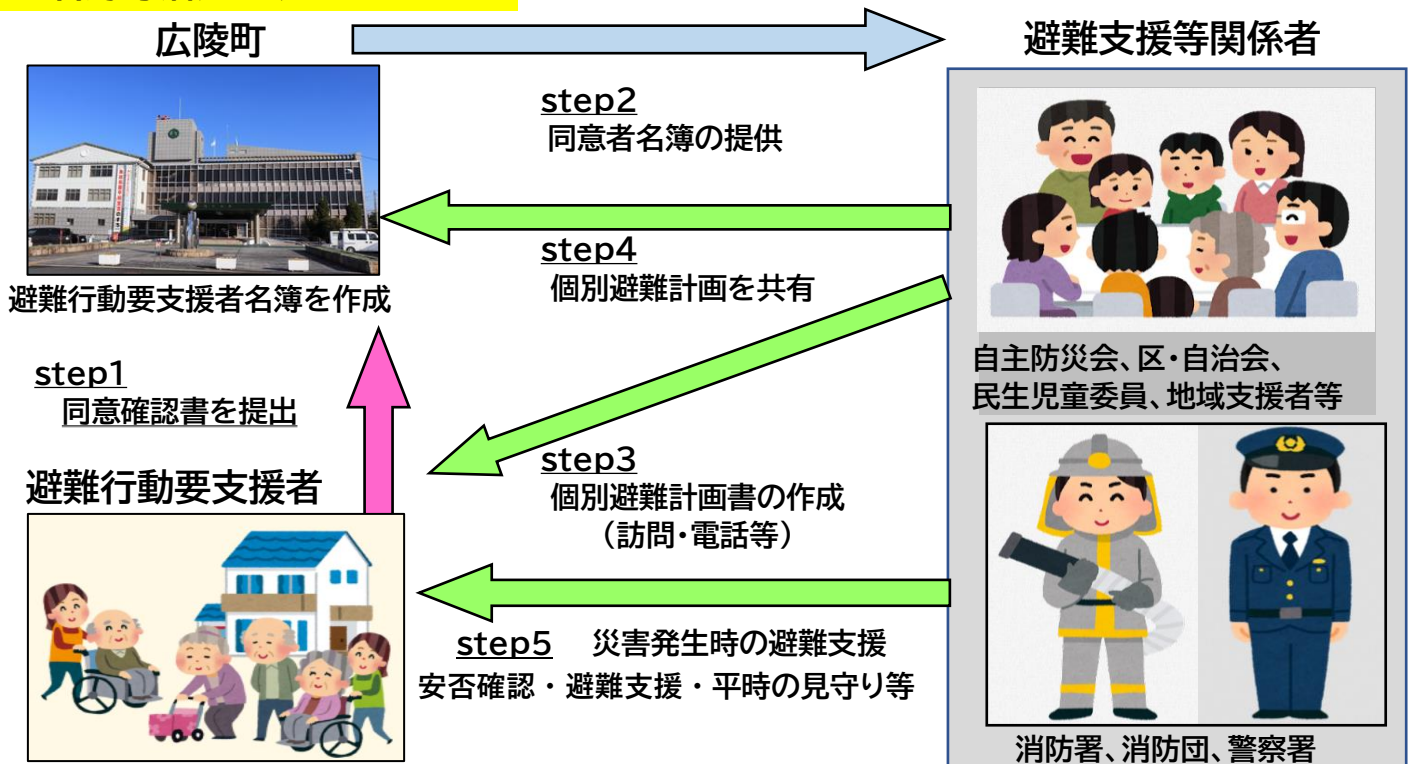 広陵町
避難支援等関係者
step2
同意者名簿の提供
step4
個別避難計画を共有
避難行動要支援者名簿を作成
step1
同意確認書を提出
自主防災会、区・自治会、
民生児童委員、地域支援者等
避難行動要支援者
step3
個別避難計画書の作成
（訪問・電話等）
step5 災害発生時の避難支援
安否確認・避難支援・平時の見守り等
消防署、消防団、警察署